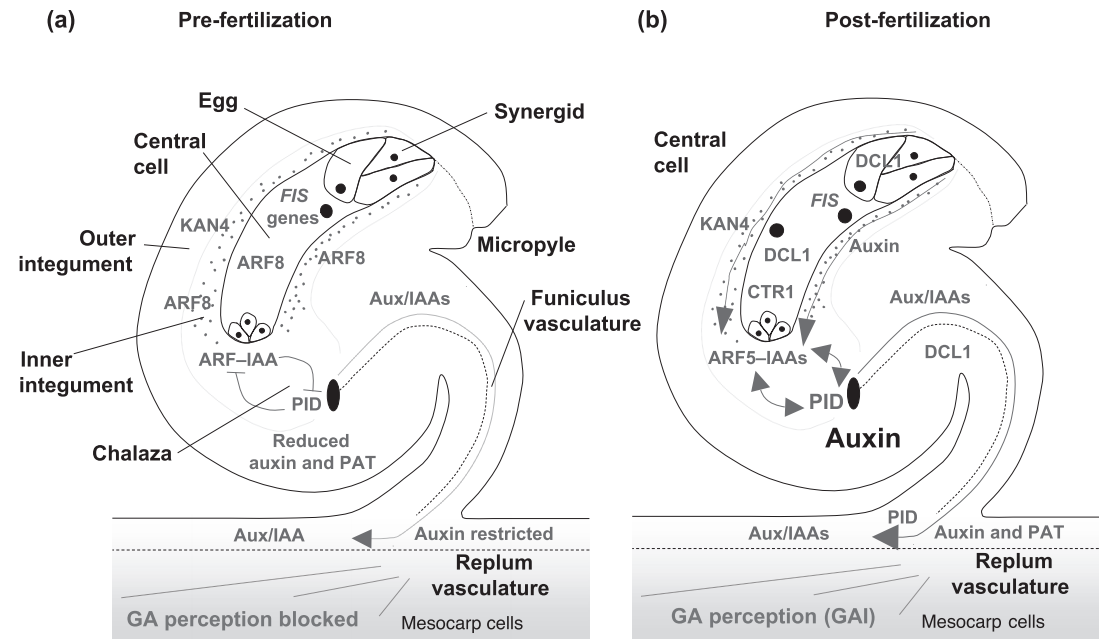 (a)
Pre-fertilization
Egg
Synergid
Central
cell
FIS
genes
KAN4
Outer
integument
ARF8
ARF8
Micropyle
ARF8
Aux/IAAs
Funiculus
vasculature
Inner
integument
ARF–IAA
PID
Chalaza
Reduced
auxin and PAT
Aux/IAA
Auxin restricted
Replum
vasculature
GA perception blocked
Mesocarp cells
(b)
Post-fertilization
Central
cell
DCL1
FIS
KAN4
Auxin
DCL1
CTR1
Aux/IAAs
ARF5–IAAs
DCL1
PID
Auxin
PID
Aux/IAAs
Auxin and PAT
Replum
vasculature
GA perception (GAI)
Mesocarp cells